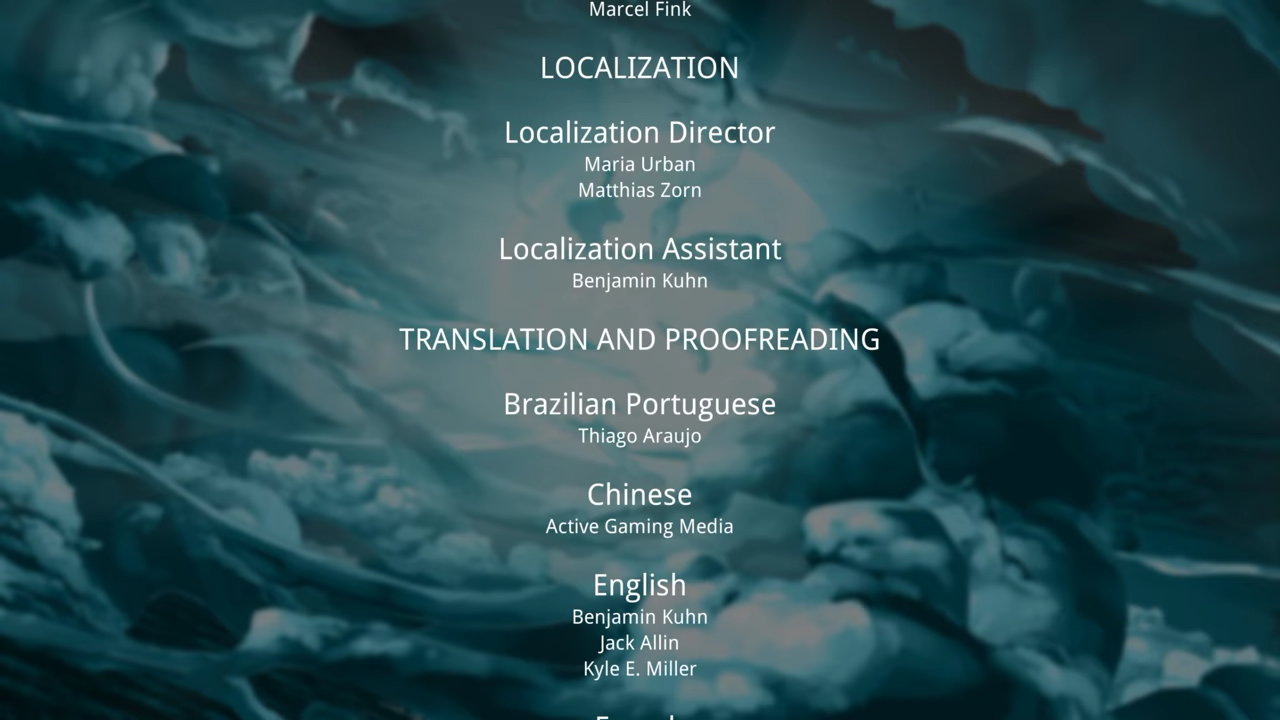 Marcel Fink
LOCALIZATION
Localization Director
Maria Urban
Matthias Zorn
Localization Assistant
Benjamin Kuhn
TRANSLATION AND PROOFREADING
Brazilian Portuguese
Thiago Araujo
Chinese
Active Gaming Media
English
Benjamin Kuhn
Jack Allin
Kyle E. Miller